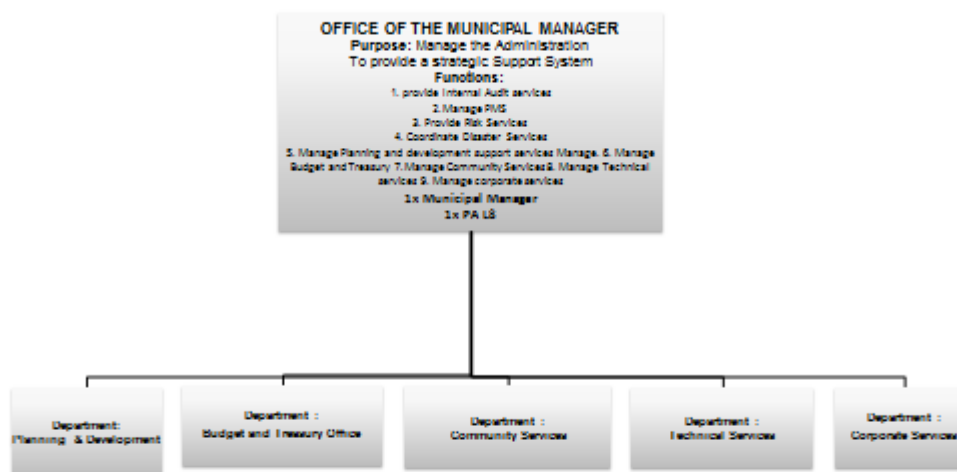 OFFICE OF THE MUNICIPAL MANAGER
Purpose: Manage the Administration
To provide a strategic Support System
Functions:
1. provide Internal Audit services
2. Manage PMS
3. Provide Risk Services
4. Coordinate Disaster Services
5. Manage Planning and development support services Manage. 6. Manage
Budget and Treasury 7. Manage Community Services 8. Manage Technical
services 9. Manage corporate services
1x Municipal Manager
1x PA L8
Department:
Planning & Development
Department :
Budget and Treasury Office
Department :
Community Services
Department :
Technical Services
Department :
Corporate Services